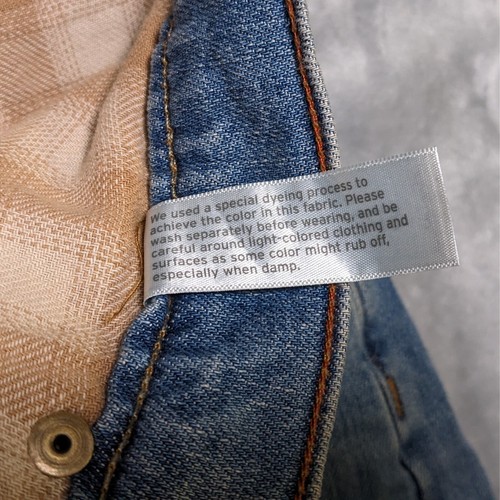 We used a special dyeing process to
achieve the color in this fabric. Please
wash separately before wearing, and be
careful around light-colored clothing and
surfaces as some color might rub off,
especially when damp.